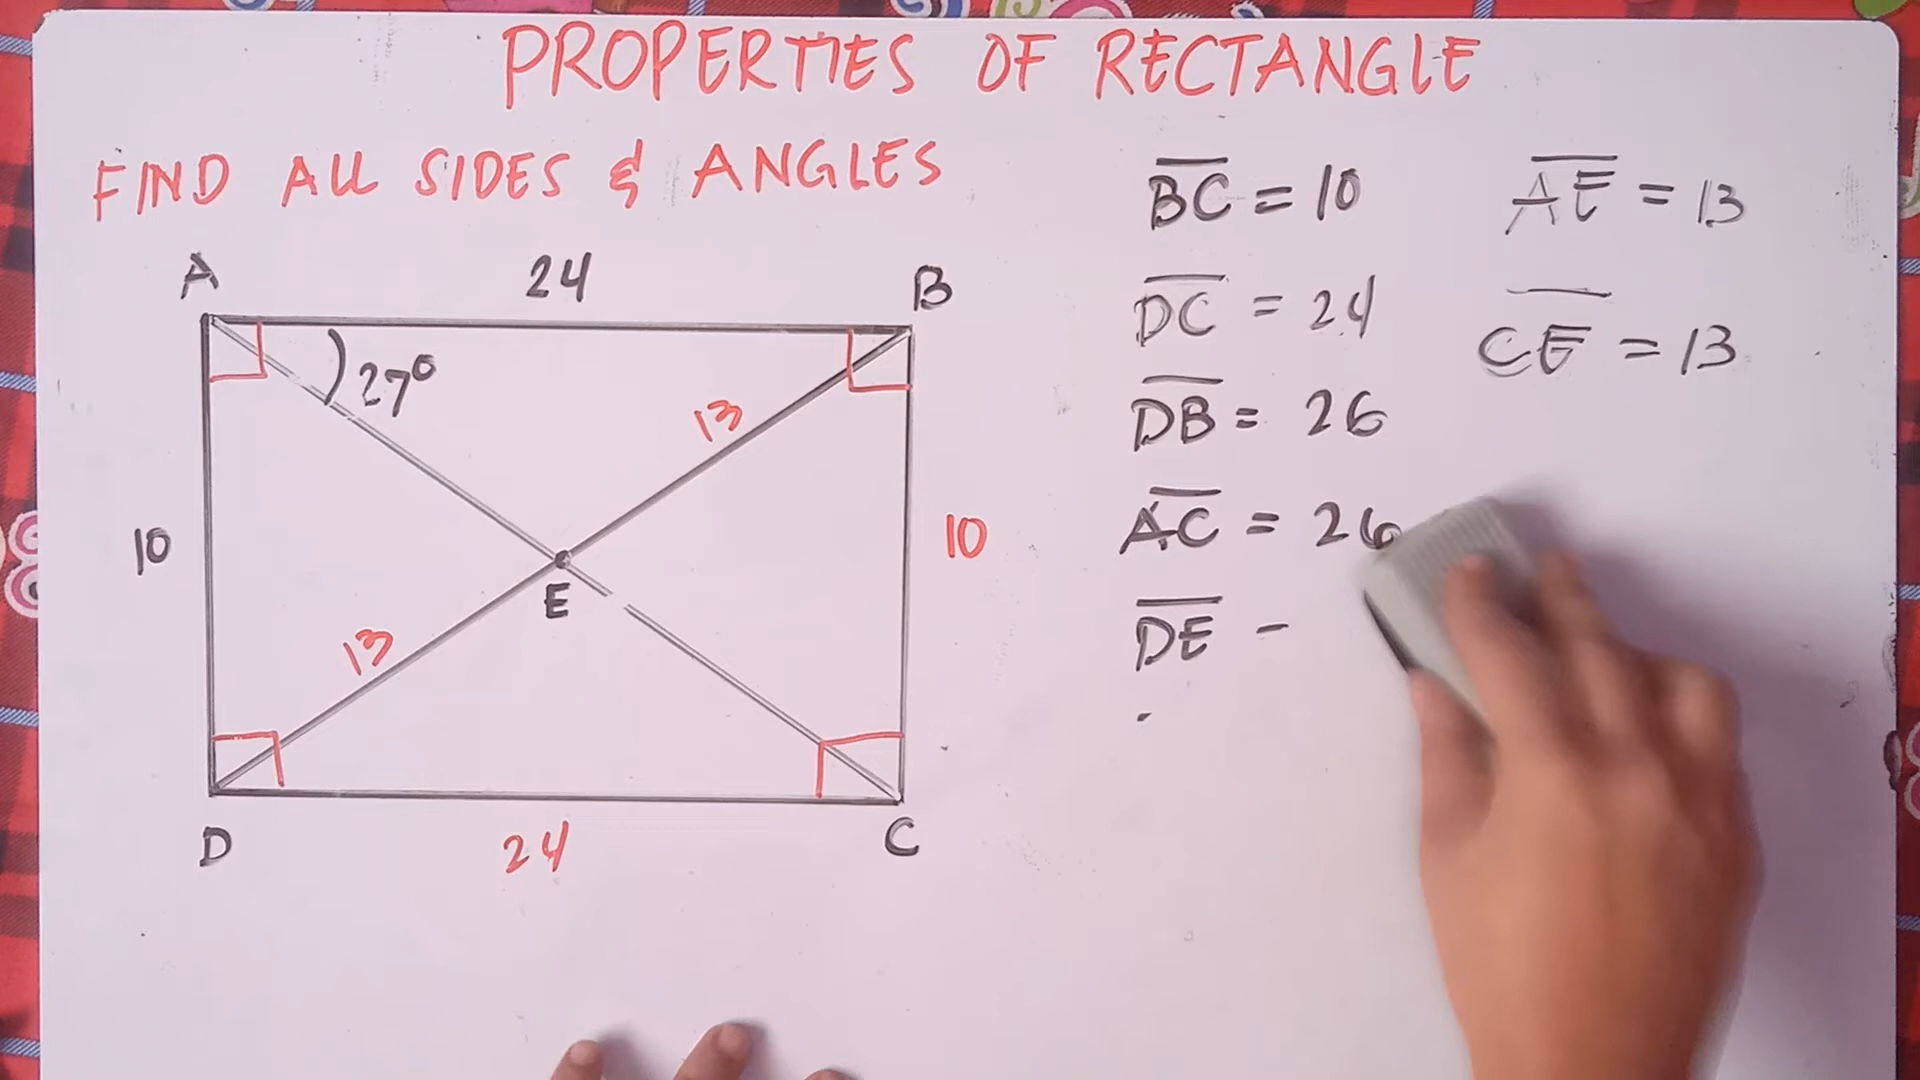 PROPERTIES OF RECTANGLE
FIND ALL SIDES & ANGLES
A
24
B
27°
13
10
E
10
13
D
24
C
BC = 10
DC = 24
DB = 26
AC = 26
DE -
AE = 13
CE = 13